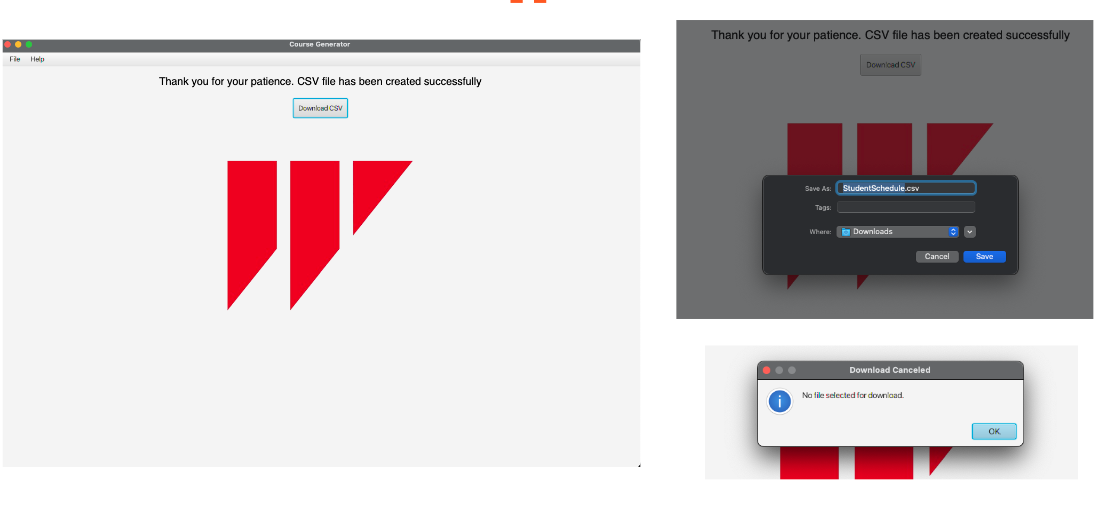 Course Generator
File Help
Thank you for your patience. CSV file has been created successfully
Download CSV
Thank you for your patience. CSV file has been created successfully
Download CSV
Save As: StudentSchedule.csv
Tags:
Where: Downloads
Cancel Save
Download Canceled
No file selected for download.
OK